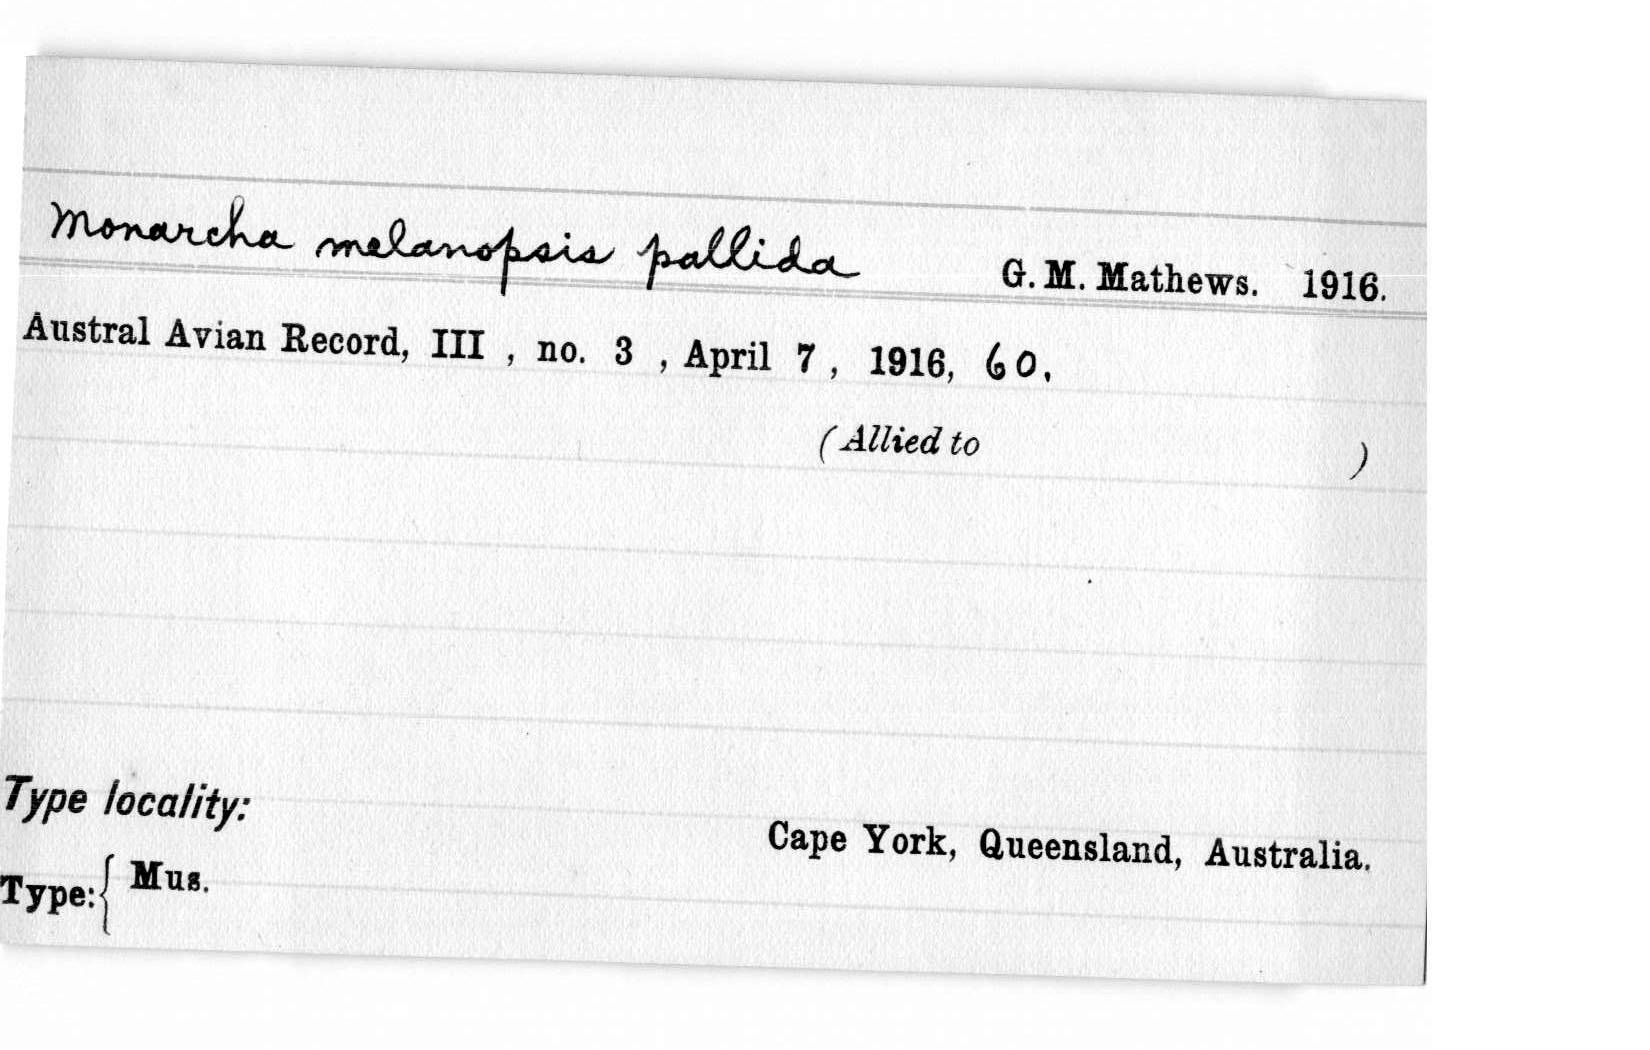 Monarcha melanopsis pallida G. M. Mathews. 1916.
Austral Avian Record, III , no. 3 , April 7 , 1916, 60.
(Allied to )
Type locality:
Cape York, Queensland, Australia.
Type:{ Mus.